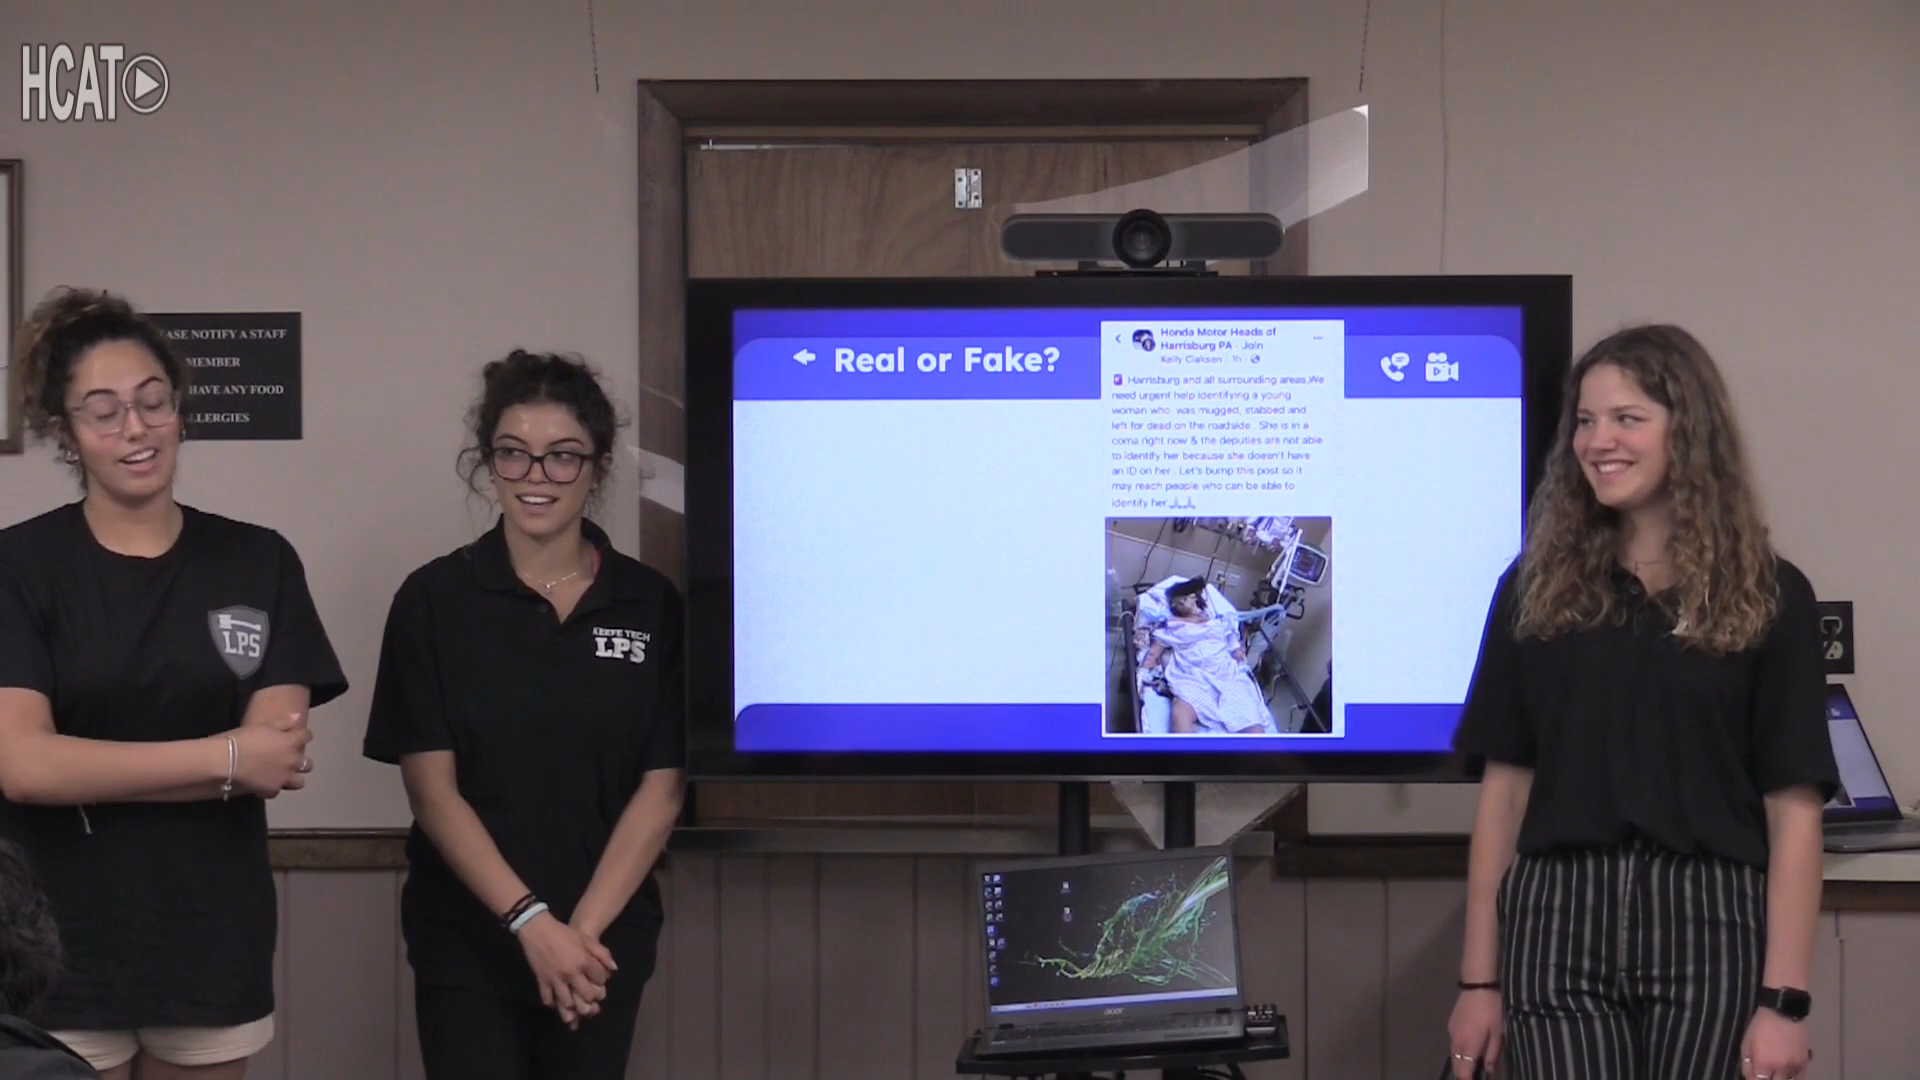 HCAT
ASE NOTIFY A STAFF
MEMBER
HAVE ANY FOOD
LLERGIES
LPS
KEEFE TECH
LPS
Real or Fake?
Honda Motor Heads of
Harrisburg PA · Join
Kelly Clakson · 1h ·
Harrisburg and all surrounding areas.We
need urgent help identifying a young
woman who was mugged, stabbed and
left for dead on the roadside . She is in a
coma right now & the deputies are not able
to identify her because she doesn't have
an ID on her . Let's bump this post so it
may reach people who can be able to
identify her
acer